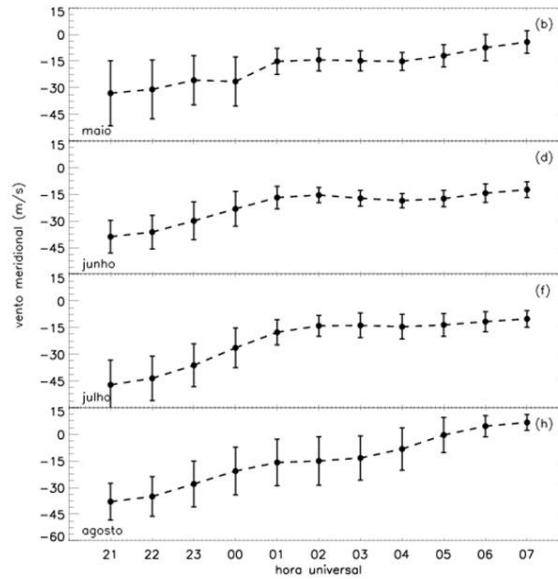 15
0
-15
-30
-45
maio
(b)
15
0
-15
-30
-45
junho
(d)
15
0
-15
-30
-45
julho
(f)
15
0
-15
-30
-45
-60
agosto
(h)
vento meridional (m/s)
21 22 23 00 01 02 03 04 05 06 07
hora universal